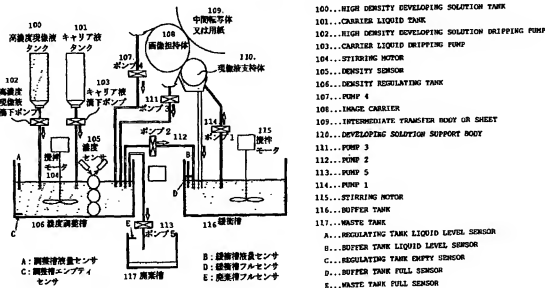 100
高濃度現像液
タンク
101
キャリア液
タンク
109.
中間転写体
又は用紙
108
画像担持体
110.
現像液支持体
102
高濃度
現像液
滴下ポンプ
103
キャリア液
滴下ポンプ
107.
ポンプ4
111
ポンプ3
ポンプ2
112
114
ポンプ1
115
攪拌
モータ
攪拌
モータ
104
105
濃度
センサ
A
B
C
D
E
106 濃度調整槽
116 緩衝槽
113
ポンプ5
117 廃棄槽
A：調整槽液量センサ
C：調整槽エンプティ
センサ
B：緩衝槽液量センサ
D：緩衝槽フルセンサ
E：廃棄槽フルセンサ
100...HIGH DENSITY DEVELOPING SOLUTION TANK
101...CARRIER LIQUID TANK
102...HIGH DENSITY DEVELOPING SOLUTION DRIPPING PUMP
103...CARRIER LIQUID DRIPPING PUMP
104...STIRRING MOTOR
105...DENSITY SENSOR
106...DENSITY REGULATING TANK
107...PUMP 4
108...IMAGE CARRIER
109...INTERMEDIATE TRANSFER BODY OR SHEET
110...DEVELOPING SOLUTION SUPPORT BODY
111...PUMP 3
112...PUMP 2
113...PUMP 5
114...PUMP 1
115...STIRRING MOTOR
116...BUFFER TANK
117...WASTE TANK
A...REGULATING TANK LIQUID LEVEL SENSOR
B...BUFFER TANK LIQUID LEVEL SENSOR
C...REGULATING TANK EMPTY SENSOR
D...BUFFER TANK FULL SENSOR
E...WASTE TANK FULL SENSOR